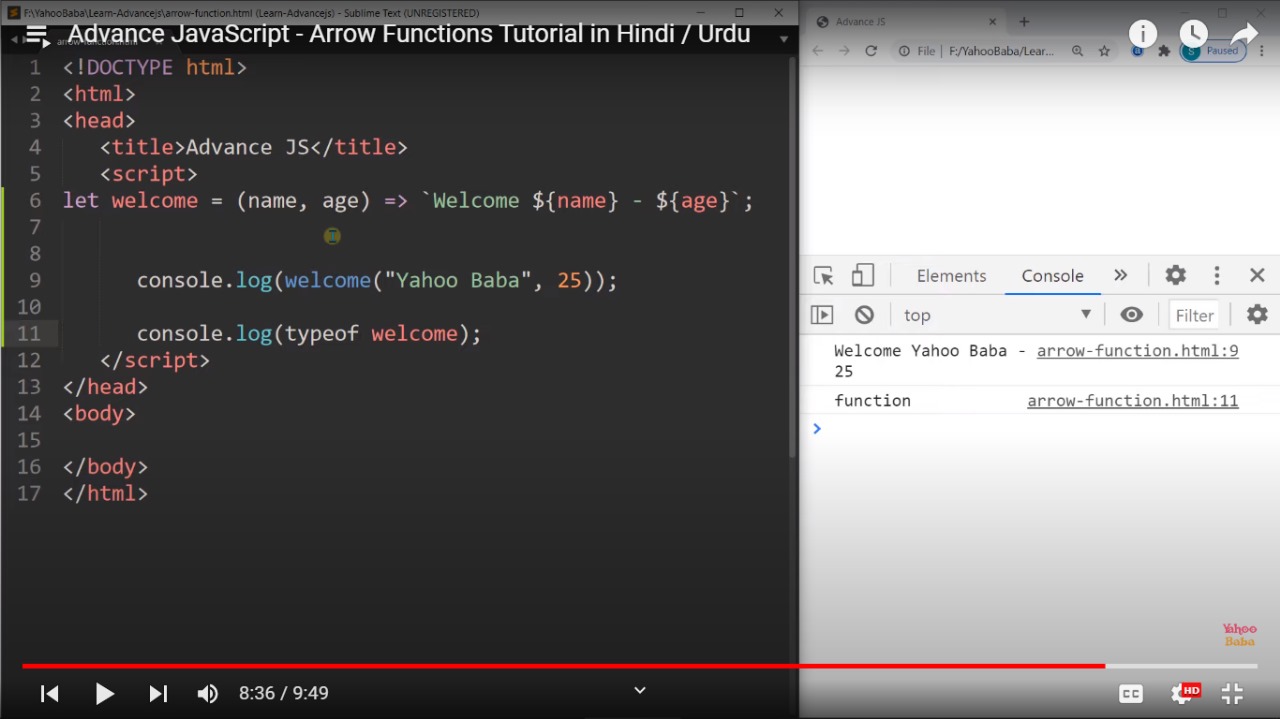 F:\YahooBaba\Learn-Advancejs\arrow-function.html (Learn-Advancejs) - Sublime Text (UNREGISTERED)
Advance JavaScript - Arrow Functions Tutorial in Hindi / Urdu
1 <!DOCTYPE html>
2 <html>
3 <head>
4 <title>Advance JS</title>
5 <script>
6 let welcome = (name, age) => `Welcome ${name} - ${age}`;
7
8
9 console.log(welcome("Yahoo Baba", 25));
10
11 console.log(typeof welcome);
12 </script>
13 </head>
14 <body>
15
16 </body>
17 </html>
Advance JS
File | F:/YahooBaba/Lear...
Paused
Elements Console
top Filter
Welcome Yahoo Baba - arrow-function.html:9
25
function arrow-function.html:11
Yahoo
Baba
8:36 / 9:49
CC HD